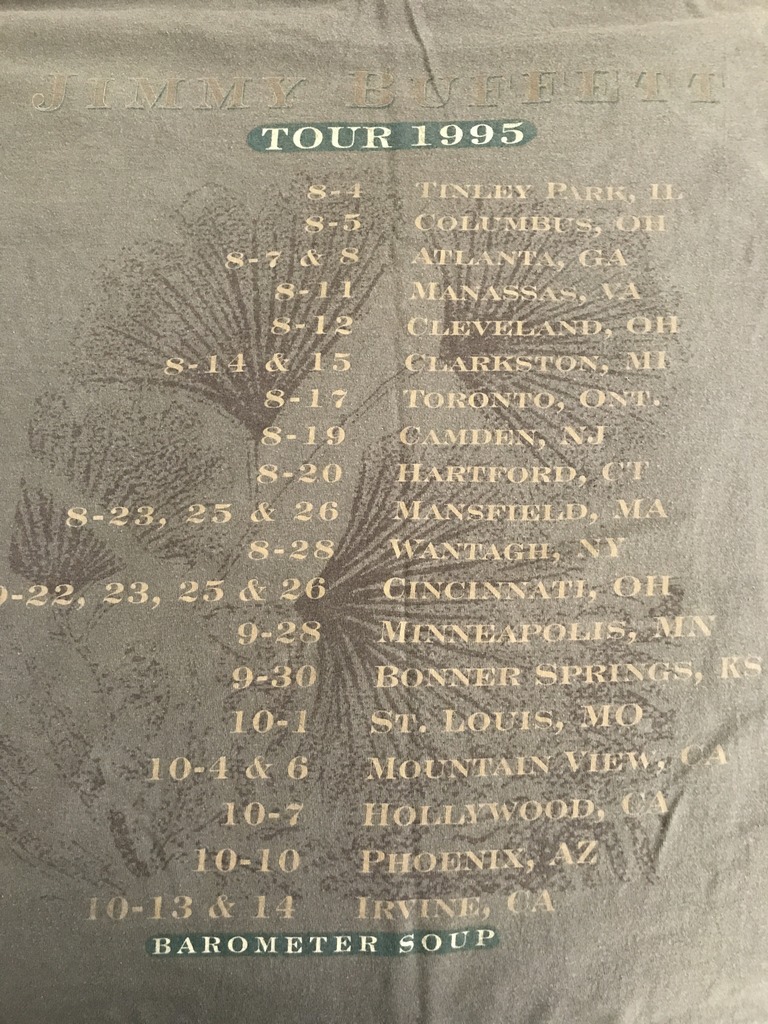 JIMMY BUFFETT
TOUR 1995
8-4 TINLEY PARK, IL
8-5 COLUMBUS, OH
8-7 & 8 ATLANTA, GA
8-11 MANASSAS, VA
8-12 CLEVELAND, OH
8-14 & 15 CLARKSTON, MI
8-17 TORONTO, ONT.
8-19 CAMDEN, NJ
8-20 HARTFORD, CT
8-23, 25 & 26 MANSFIELD, MA
8-28 WANTAGH, NY
9-22, 23, 25 & 26 CINCINNATI, OH
9-28 MINNEAPOLIS, MN
9-30 BONNER SPRINGS, KS
10-1 ST. LOUIS, MO
10-4 & 6 MOUNTAIN VIEW, CA
10-7 HOLLYWOOD, CA
10-10 PHOENIX, AZ
10-13 & 14 IRVINE, CA
BAROMETER SOUP